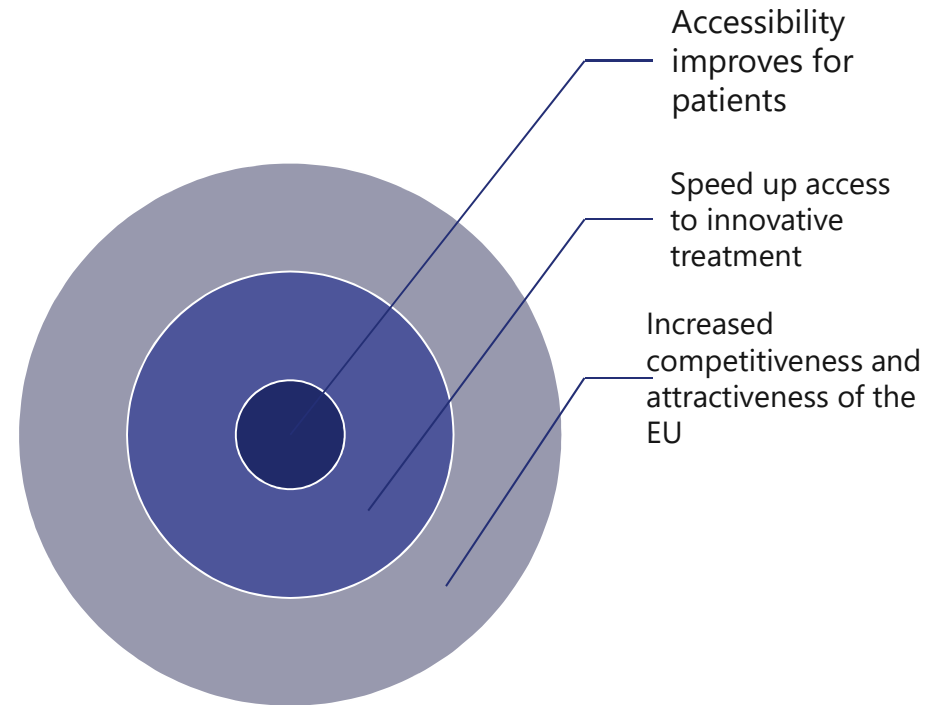 Accessibility
improves for
patients
Speed up access
to innovative
treatment
Increased
competitiveness and
attractiveness of the
EU